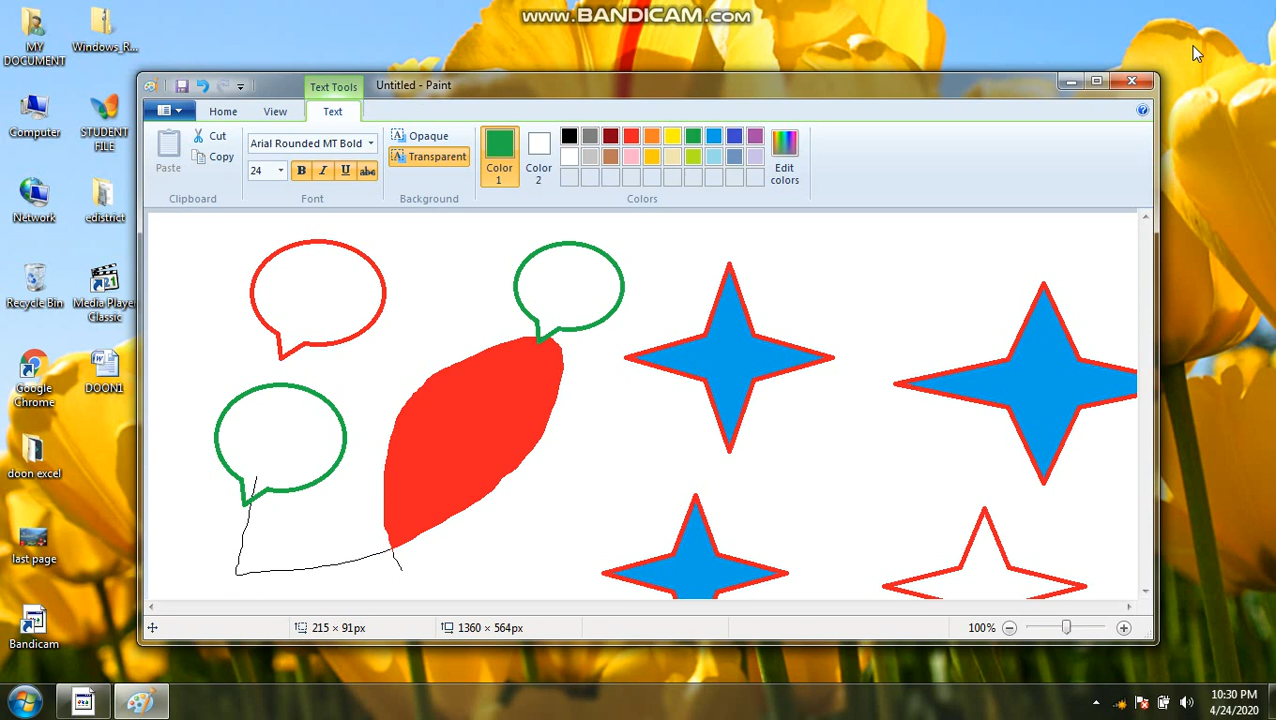 www.BANDICAM.com
MY DOCUMENT
Windows_R...
Computer
STUDENT FILE
Network
edistrict
Recycle Bin
Media Player Classic
Google Chrome
DOON1
doon excel
last page
Bandicam
Text Tools
Untitled - Paint
Home
View
Text
Paste
Cut
Copy
Clipboard
Arial Rounded MT Bold
24
B
I
U
abc
Font
Opaque
Transparent
Background
Color 1
Color 2
Edit colors
Colors
215 × 91px
1360 × 564px
100%
10:30 PM
4/24/2020